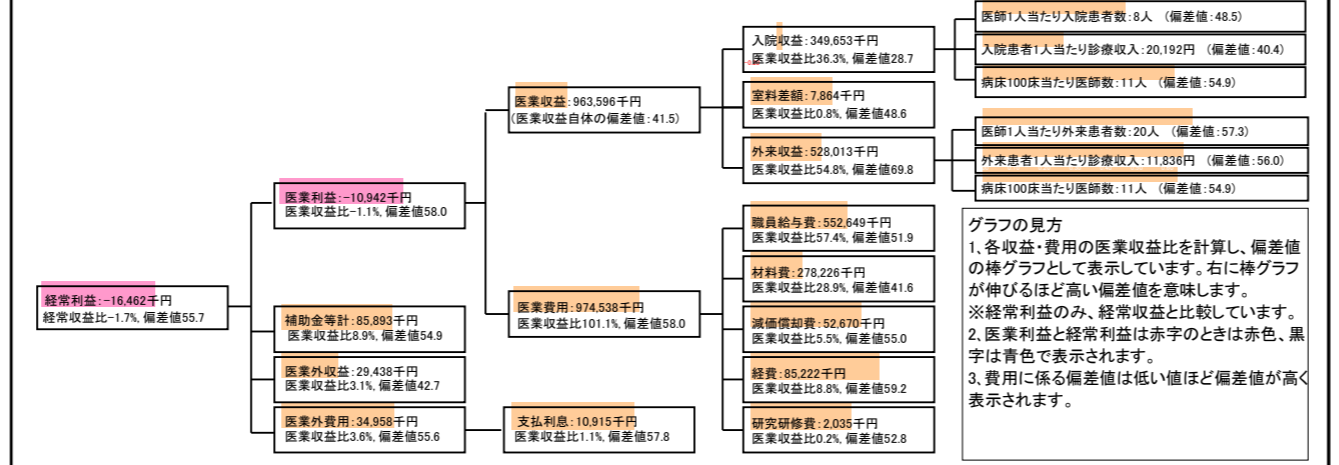 経常利益:-16,462千円
経常収益比-1.7%, 偏差値55.7
医業利益:-10,942千円
医業収益比-1.1%, 偏差値58.0
補助金等計:85,893千円
医業収益比8.9%, 偏差値54.9
医業外収益:29,438千円
医業収益比3.1%, 偏差値42.7
医業外費用:34,958千円
医業収益比3.6%, 偏差値55.6
支払利息:10,915千円
医業収益比1.1%, 偏差値57.8
医業収益:963,596千円
(医業収益自体の偏差値:41.5)
医業費用:974,538千円
医業収益比101.1%, 偏差値58.0
入院収益:349,653千円
医業収益比36.3%, 偏差値28.7
室料差額:7,864千円
医業収益比0.8%, 偏差値48.6
外来収益:528,013千円
医業収益比54.8%, 偏差値69.8
職員給与費:552,649千円
医業収益比57.4%, 偏差値51.9
材料費:278,226千円
医業収益比28.9%, 偏差値41.6
減価償却費:52,670千円
医業収益比5.5%, 偏差値55.0
経費:85,222千円
医業収益比8.8%, 偏差値59.2
研究研修費:2,035千円
医業収益比0.2%, 偏差値52.8
医師1人当たり入院患者数:8人 (偏差値:48.5)
入院患者1人当たり診療収入:20,192円 (偏差値:40.4)
病床100床当たり医師数:11人 (偏差値:54.9)
医師1人当たり外来患者数:20人 (偏差値:57.3)
外来患者1人当たり診療収入:11,836円 (偏差値:56.0)
病床100床当たり医師数:11人 (偏差値:54.9)
グラフの見方
1、各収益・費用の医業収益比を計算し、偏差値
の棒グラフとして表示しています。右に棒グラフ
が伸びるほど高い偏差値を意味します。
※経常利益のみ、経常収益と比較しています。
2、医業利益と経常利益は赤字のときは赤色、黒
字は青色で表示されます。
3、費用に係る偏差値は低い値ほど偏差値が高く
表示されます。